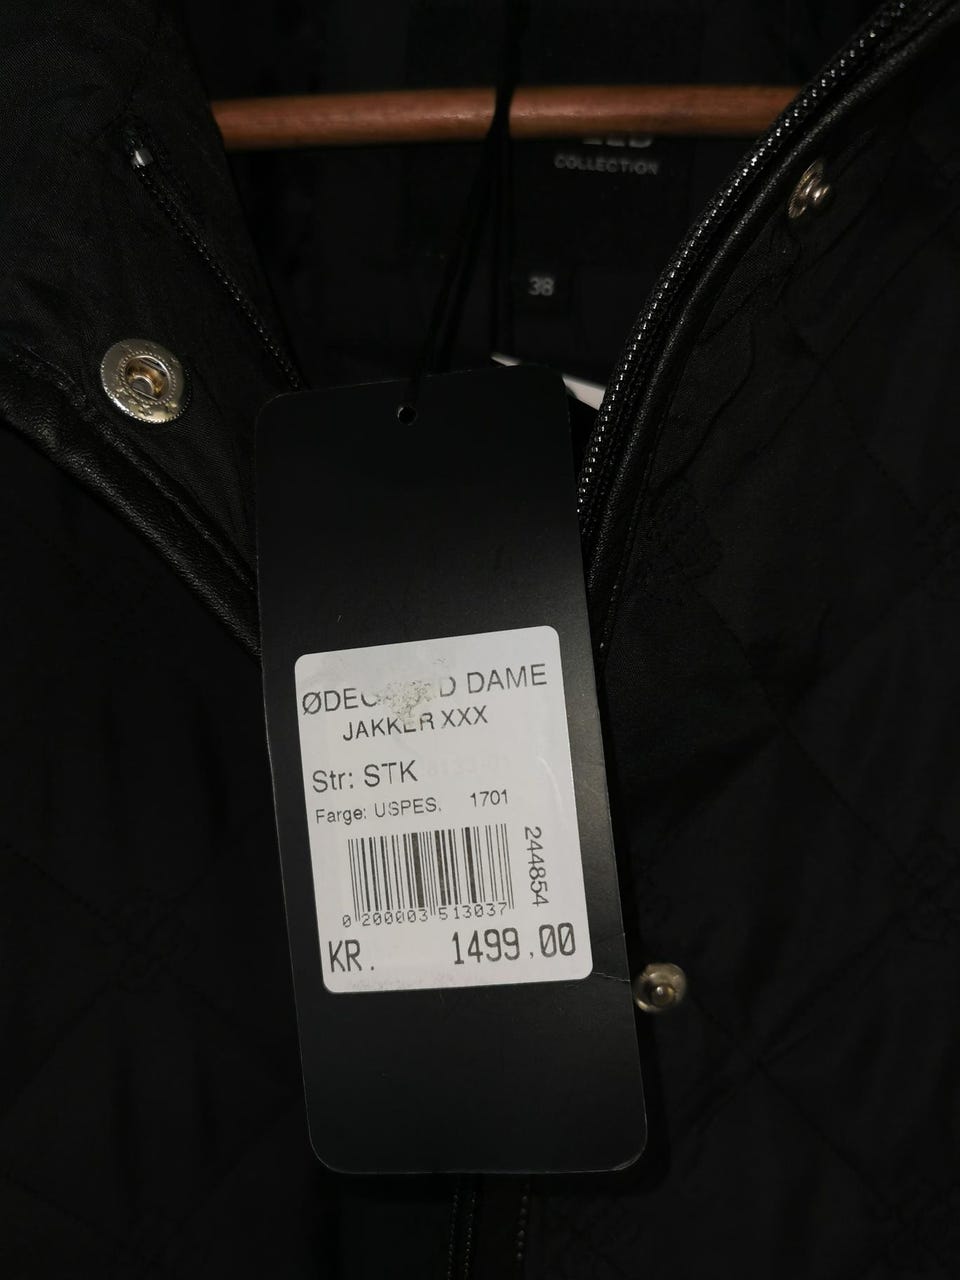 COLLECTION
38
DAME
JAKKER XXX
Str: STK
Farge: USPES. 1701
244854
0 200003 513037
KR. 1499.00